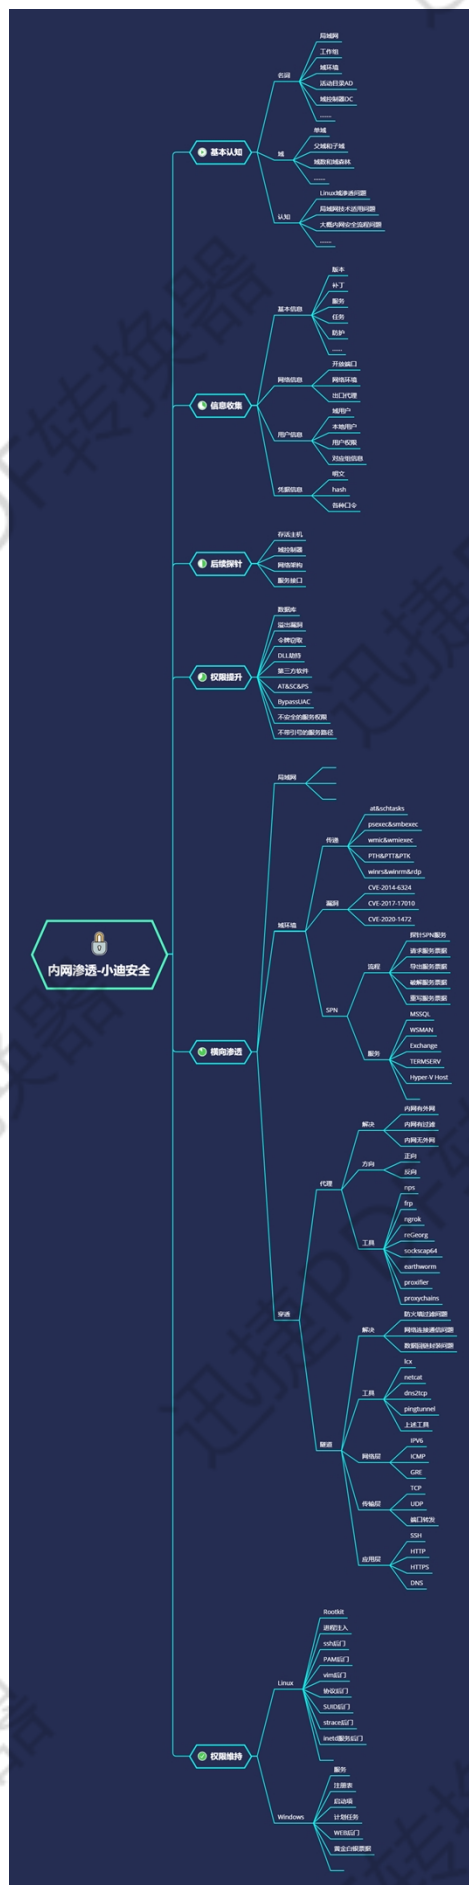 局域网
工作组
名词
域环境
活动目录AD
域控制器DC
......
单域
父域和子域
域
域数和域森林
......
基本认知
Linux域渗透问题
局域网技术适用问题
认知
大概内网安全流程问题
......
版本
补丁
基本信息
服务
任务
防护
......
开放端口
网络信息
网络环境
出口代理
信息收集
域用户
本地用户
用户信息
用户权限
对应组信息
明文
凭据信息
hash
各种口令
存活主机
域控制器
后续探针
网络架构
服务接口
数据库
溢出漏洞
令牌窃取
DLL劫持
权限提升
第三方软件
AT&SC&PS
BypassUAC
不安全的服务权限
不带引号的服务路径
局域网
at&schtasks
psexec&smbexec
传递
wmic&wmiexec
PTH&PTT&PTK
winrs&winrm&rdp
CVE-2014-6324
漏洞
CVE-2017-17010
CVE-2020-1472
域环境
探针SPN服务
请求服务票据
流程
导出服务票据
破解服务票据
重写服务票据
SPN
MSSQL
WSMAN
Exchange
服务
TERMSERV
Hyper-V Host
内网渗透-小迪安全
横向渗透
内网有外网
解决
内网有过滤
内网无外网
正向
方向
反向
代理
nps
frp
ngrok
reGeorg
工具
sockscap64
earthworm
proxifier
proxychains
穿透
防火墙过滤问题
解决
网络连接通信问题
数据回链封装问题
lcx
netcat
工具
dns2tcp
pingtunnel
上述工具
隧道
IPV6
网络层
ICMP
GRE
TCP
传输层
UDP
端口转发
SSH
HTTP
应用层
HTTPS
DNS
Rootkit
进程注入
ssh后门
PAM后门
Linux
vim后门
协议后门
SUID后门
strace后门
inetd服务后门
权限维持
服务
注册表
启动项
Windows
计划任务
WEB后门
黄金白银票据
迅捷PDF转换器